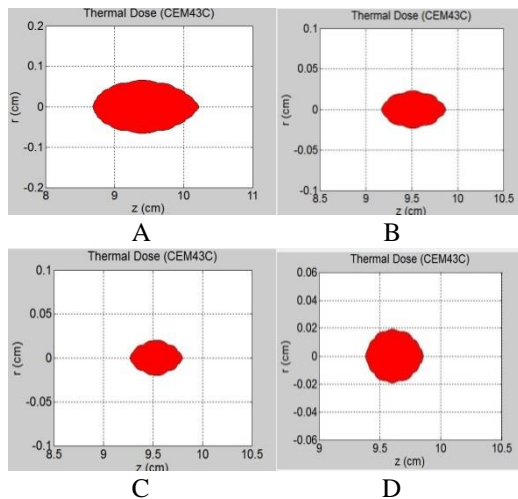 Thermal Dose (CEM43C)
0.2
0.1
0
-0.1
-0.2
r (cm)
8
9
10
11
z (cm)
A
Thermal Dose (CEM43C)
0.1
0.05
0
-0.05
-0.1
r (cm)
8.5
9
9.5
10
10.5
z (cm)
B
Thermal Dose (CEM43C)
0.1
0.05
0
-0.05
-0.1
r (cm)
8.5
9
9.5
10
10.5
z (cm)
C
Thermal Dose (CEM43C)
0.06
0.04
0.02
0
-0.02
-0.04
-0.06
r (cm)
9
9.5
10
10.5
z (cm)
D